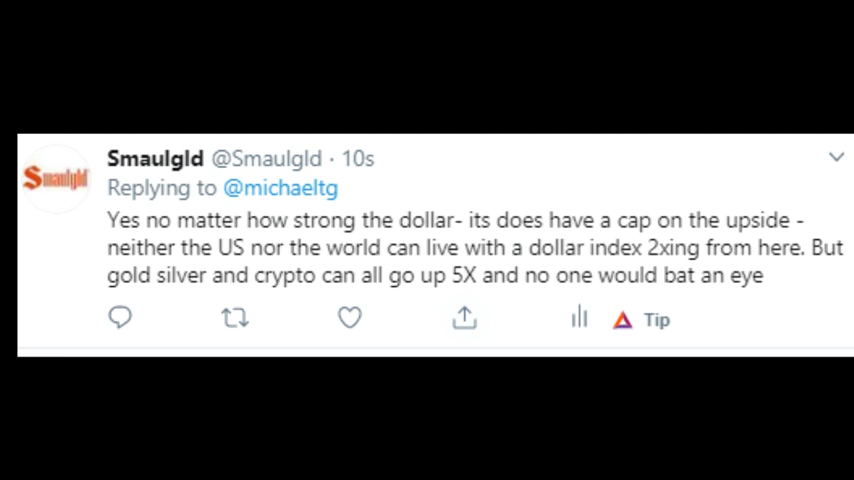 Smaulgld @Smaulgld · 10s
Smaulgld
Replying to @michaeltg
Yes no matter how strong the dollar- its does have a cap on the upside -
neither the US nor the world can live with a dollar index 2xing from here. But
gold silver and crypto can all go up 5X and no one would bat an eye
Tip